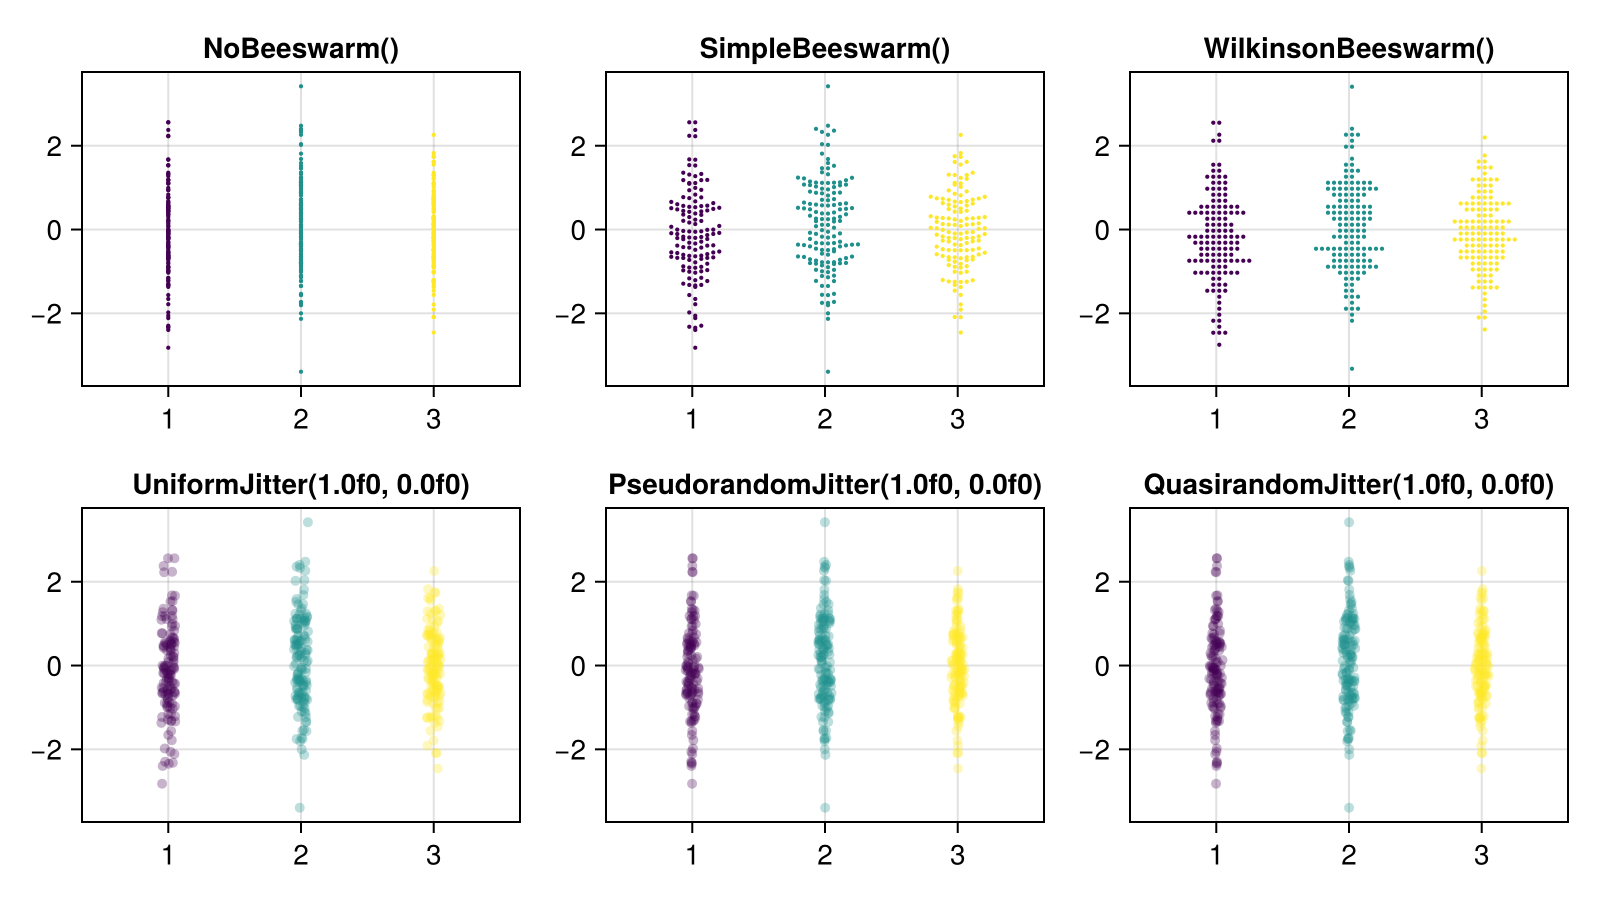 NoBeeswarm()
SimpleBeeswarm()
WilkinsonBeeswarm()
2
0
−2
1 2 3
2
0
−2
1 2 3
2
0
−2
1 2 3
UniformJitter(1.0f0, 0.0f0)
PseudorandomJitter(1.0f0, 0.0f0)
QuasirandomJitter(1.0f0, 0.0f0)
2
0
−2
1 2 3
2
0
−2
1 2 3
2
0
−2
1 2 3